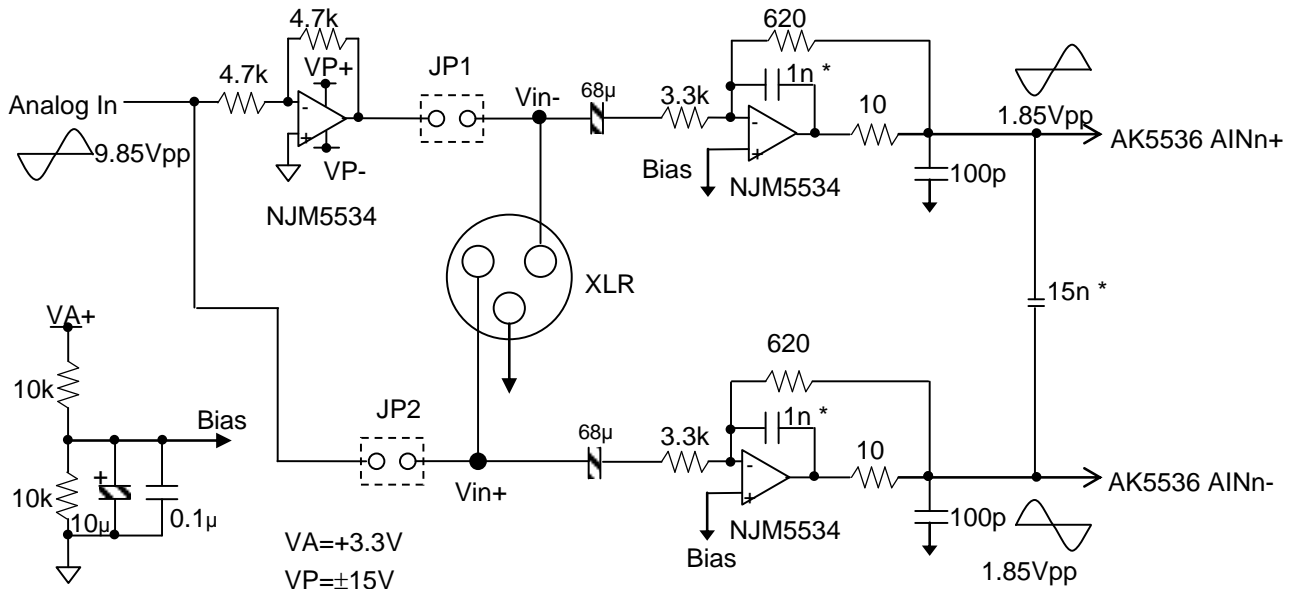 4.7k
620
VP+
JP1
1n *
4.7k
Vin-
68µ
3.3k
10
Analog In
1.85Vpp
AK5536 AINn+
9.85Vpp
-
+
-
+
VP-
Bias
100p
NJM5534
NJM5534
XLR
15n *
VA+
620
10k
JP2
Bias
1n *
68µ
3.3k
10
+
-
+
10k
10µ
0.1µ
Vin+
AK5536 AINn-
NJM5534
100p
VA=+3.3V
Bias
1.85Vpp
VP=±15V